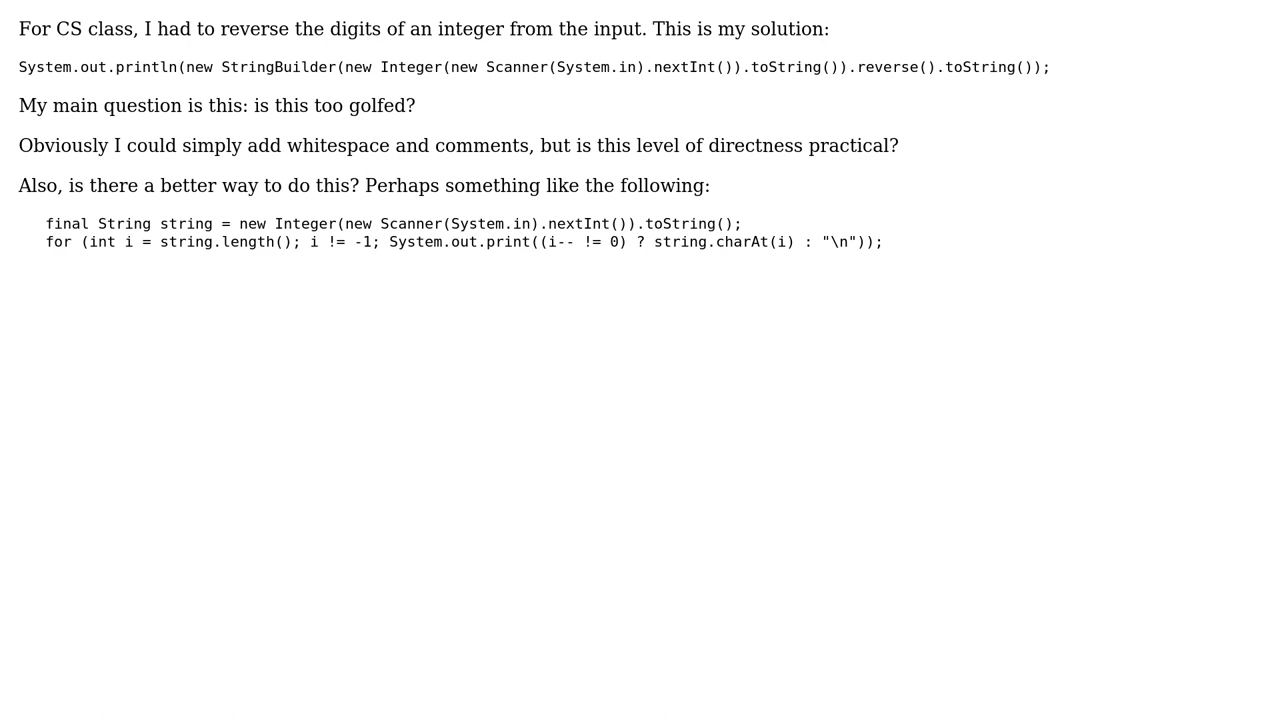 For CS class, I had to reverse the digits of an integer from the input. This is my solution:
System.out.println(new StringBuilder(new Integer(new Scanner(System.in).nextInt()).toString()).reverse().toString());
My main question is this: is this too golfed?
Obviously I could simply add whitespace and comments, but is this level of directness practical?
Also, is there a better way to do this? Perhaps something like the following:
final String string = new Integer(new Scanner(System.in).nextInt()).toString();
for (int i = string.length(); i != -1; System.out.print((i-- != 0) ? string.charAt(i) : "\n"));